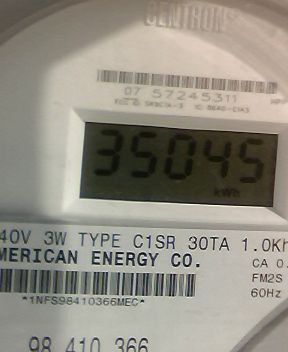 CENTRON
07 57245311
35045
kWh
40V 3W TYPE C1SR 30TA 1.0Kh
MERICAN ENERGY CO.
CA 0.
FM2S
*1NFS98410366MEC*
60Hz
98 410 366